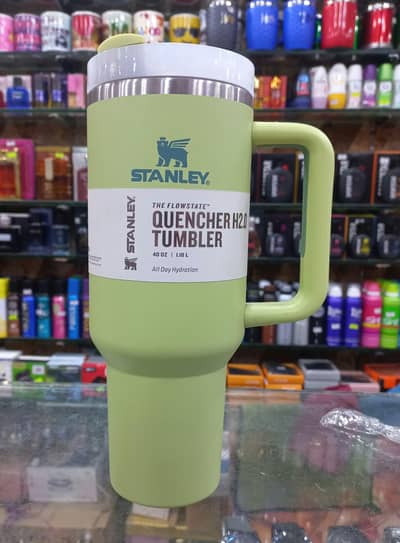 STANLEY
STANLEY
THE FLOWSTATE™
QUENCHER H2.0
TUMBLER
40 OZ | 1.18 L
All Day Hydration